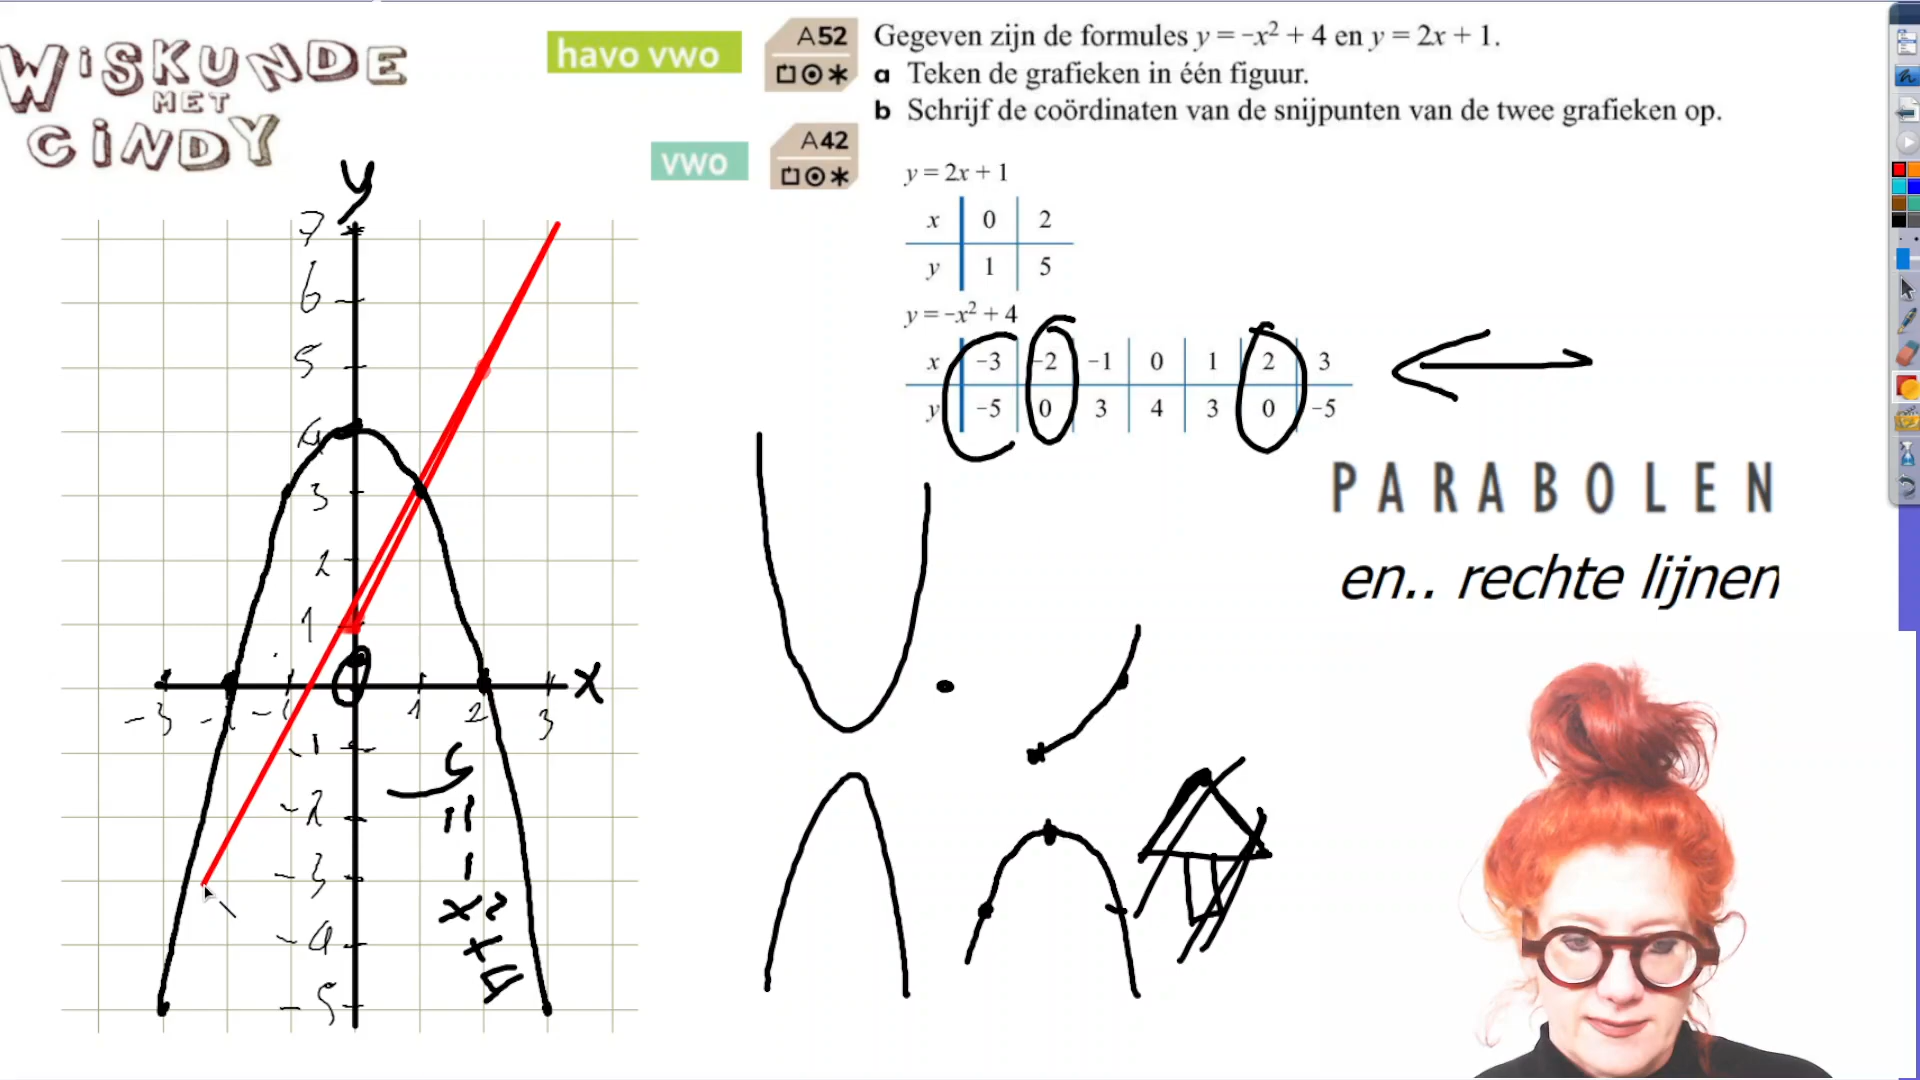 WiSKUNDE
MET
CiNDY
havo vwo
A52
Gegeven zijn de formules y = -x² + 4 en y = 2x + 1.
a Teken de grafieken in één figuur.
b Schrijf de coördinaten van de snijpunten van de twee grafieken op.
vwo
A42
y = 2x + 1
x 0 2
y 1 5
y = -x² + 4
x -3 -2 -1 0 1 2 3
y -5 0 3 4 3 0 -5
PARABOLEN
en.. rechte lijnen
y
7
6
5
4
3
2
1
0
x
-3 -2 -1 1 2 3
-1
-2
-3
-4
-5
y = -x² + 4